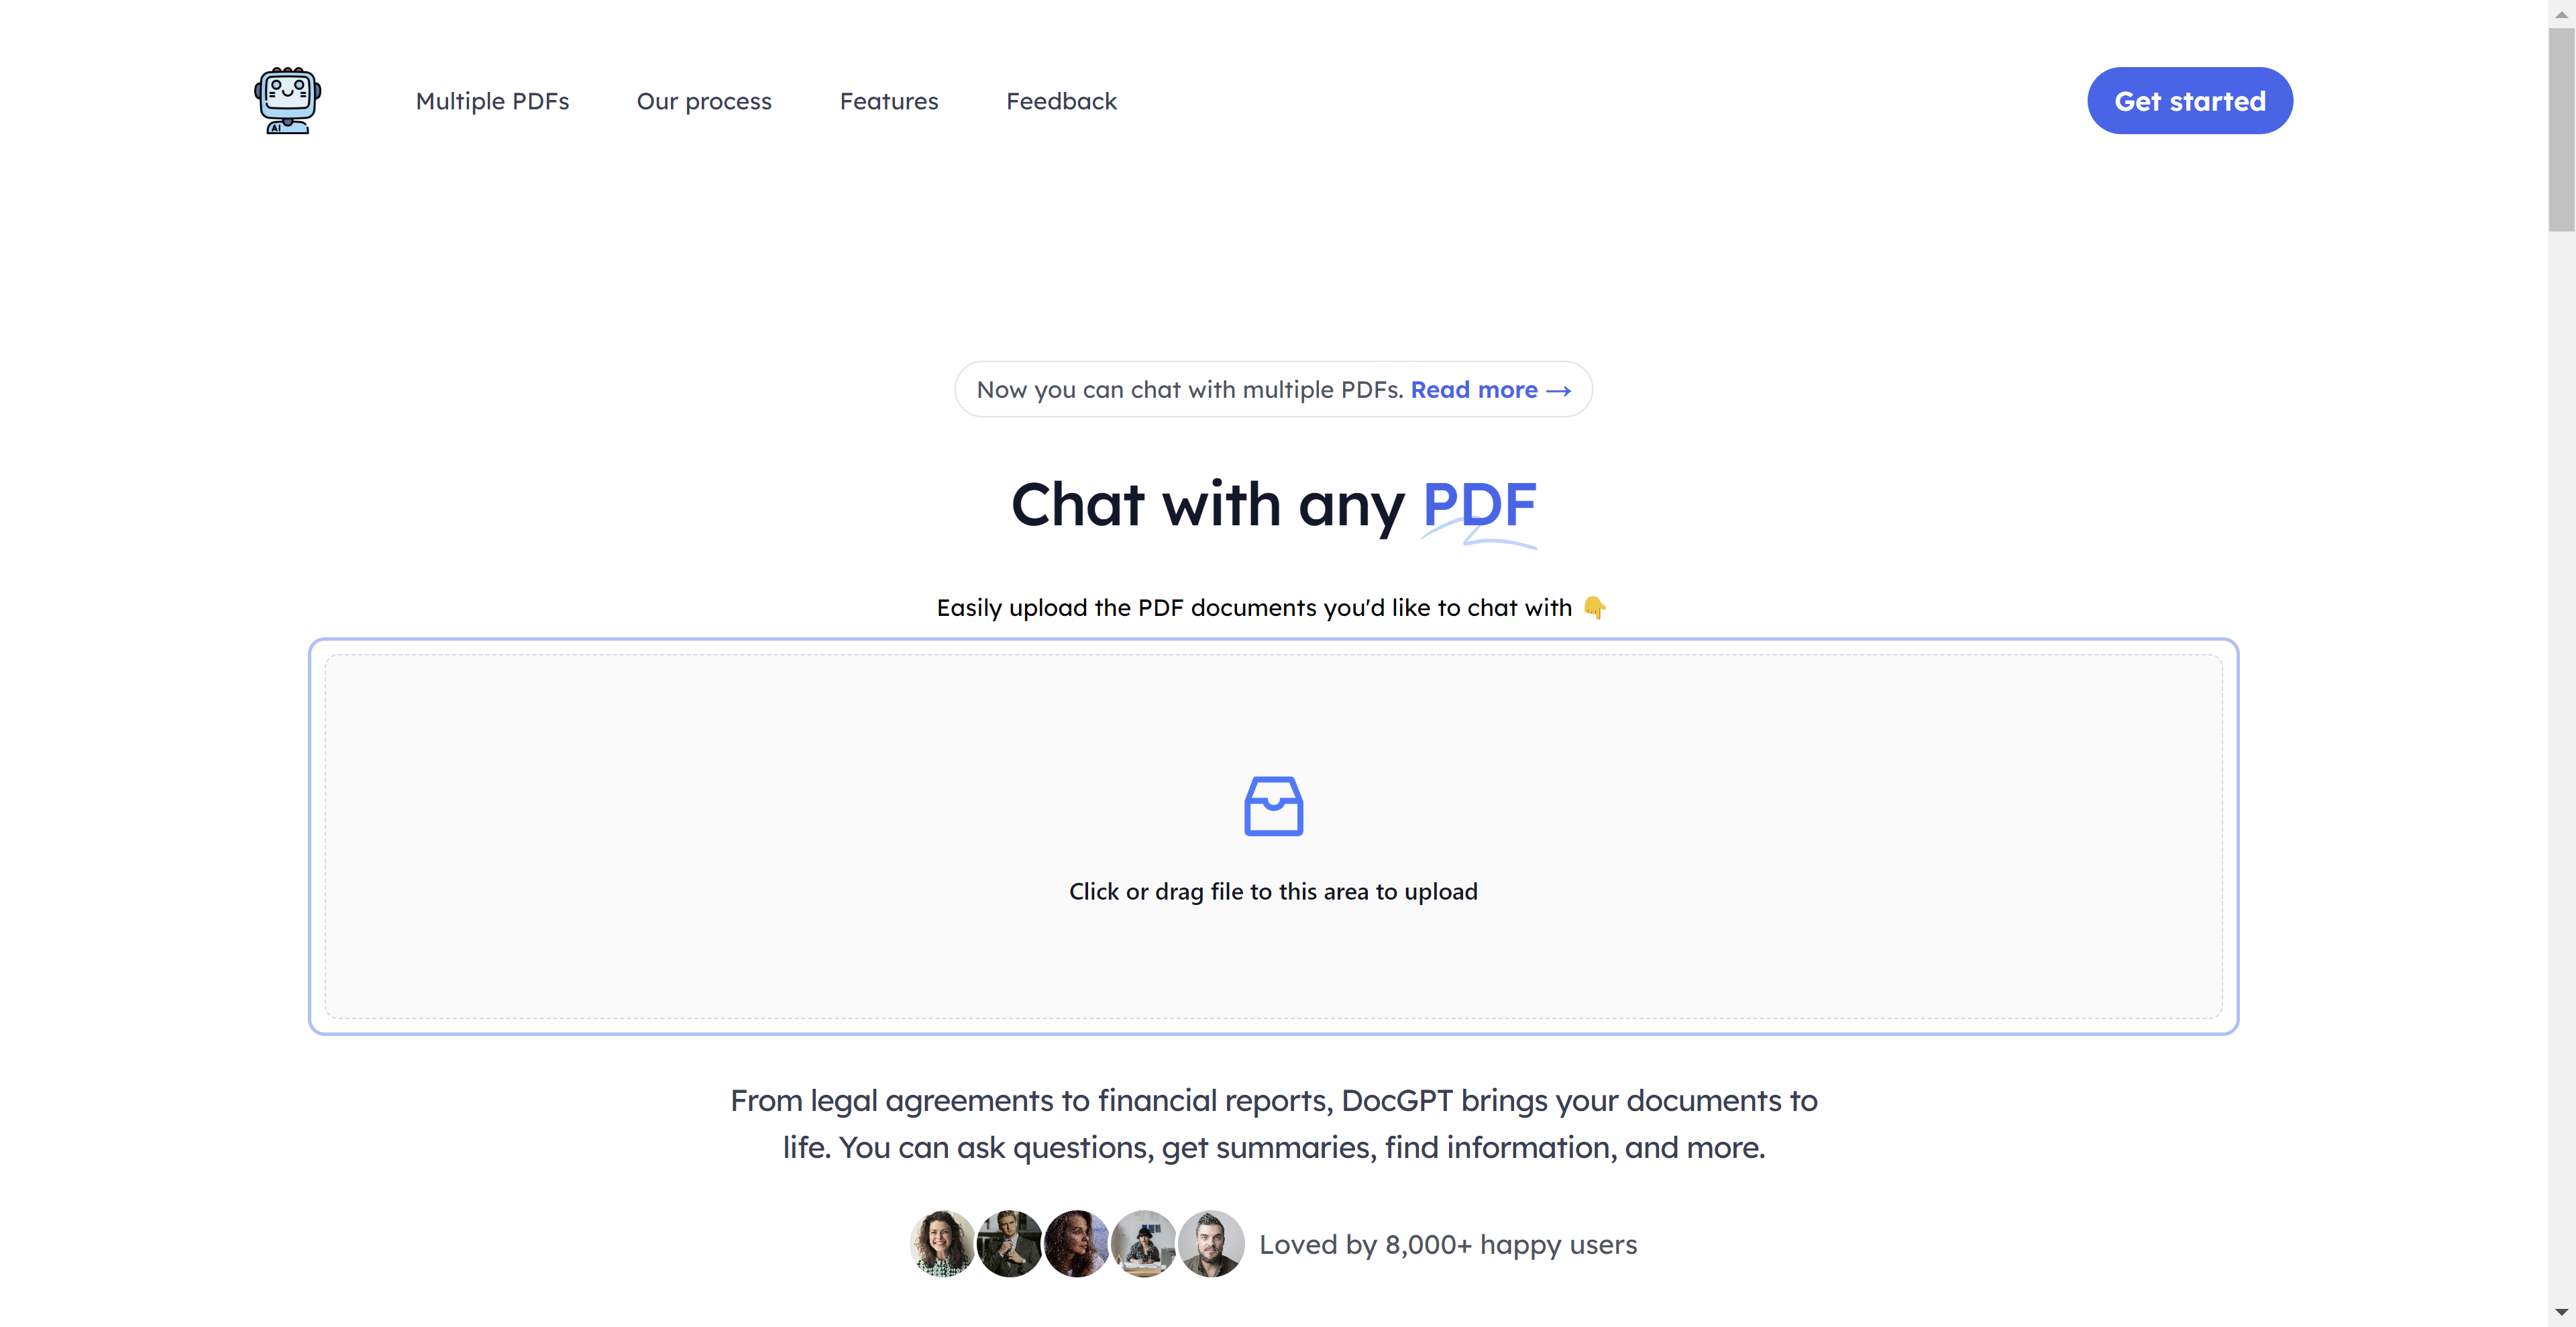 AI
Multiple PDFs
Our process
Features
Feedback
Get started
Now you can chat with multiple PDFs. Read more →
Chat with any PDF
Easily upload the PDF documents you'd like to chat with 👇
Click or drag file to this area to upload
From legal agreements to financial reports, DocGPT brings your documents to
life. You can ask questions, get summaries, find information, and more.
Loved by 8,000+ happy users